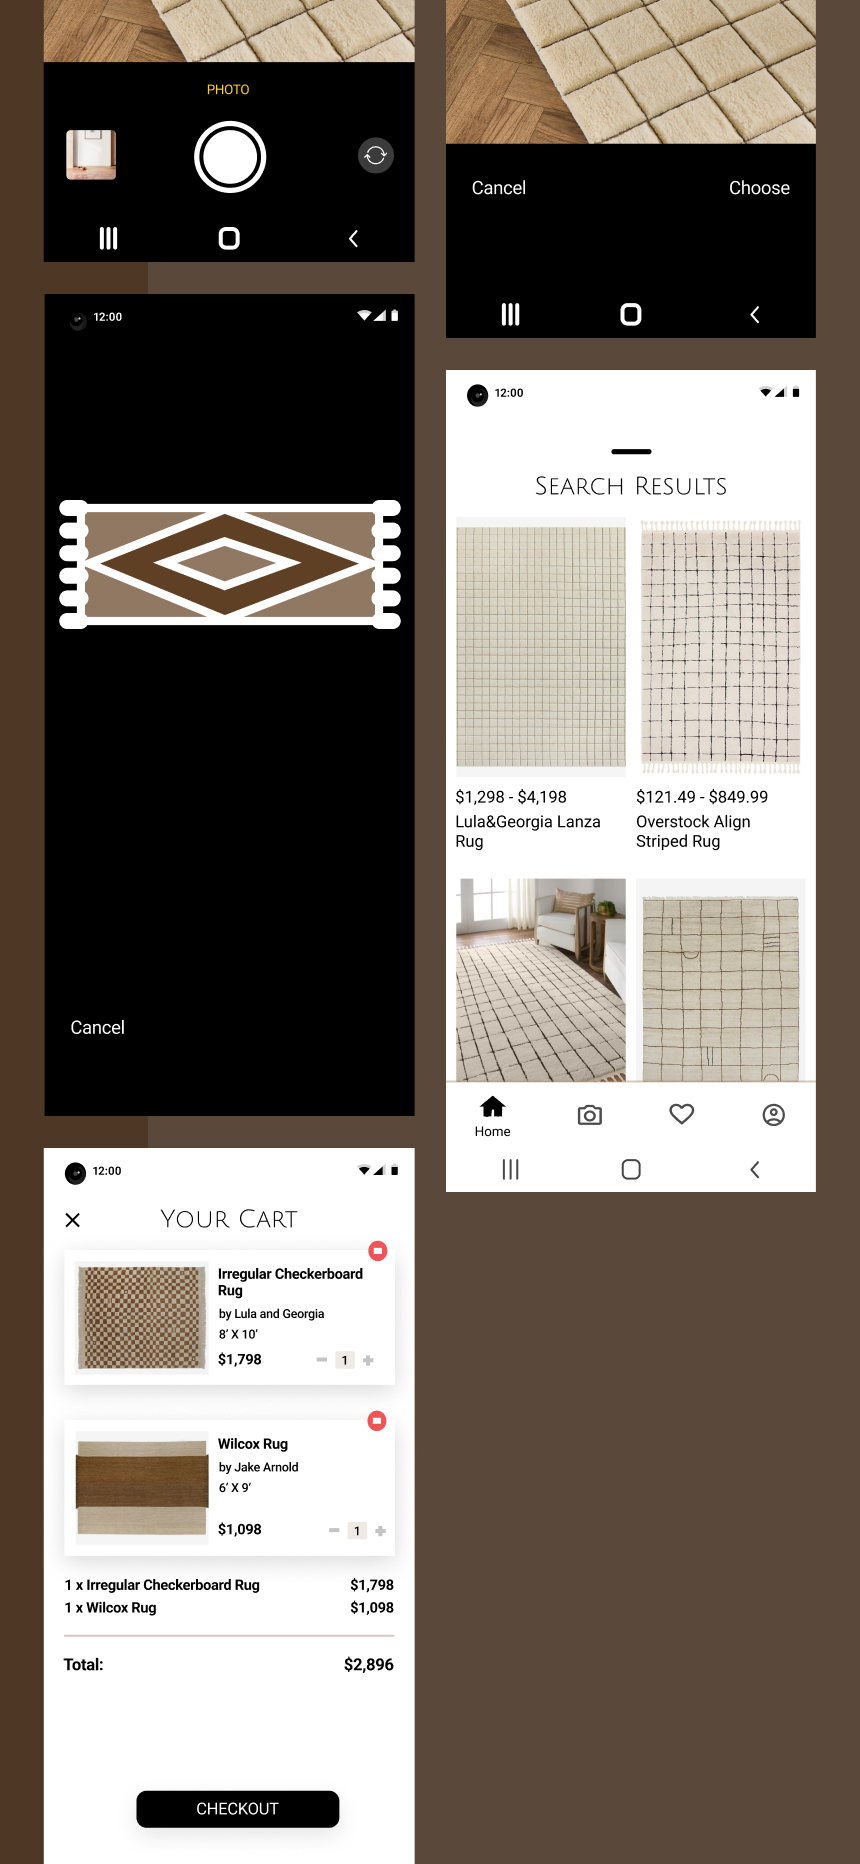 PHOTO
Cancel Choose
12:00
Cancel
12:00
Search Results
$1,298 - $4,198
Lula&Georgia Lanza
Rug
$121.49 - $849.99
Overstock Align
Striped Rug
Home
12:00
Your Cart
Irregular Checkerboard
Rug
by Lula and Georgia
8’ X 10’
$1,798
1
Wilcox Rug
by Jake Arnold
6’ X 9’
$1,098
1
1 x Irregular Checkerboard Rug $1,798
1 x Wilcox Rug $1,098
Total: $2,896
CHECKOUT